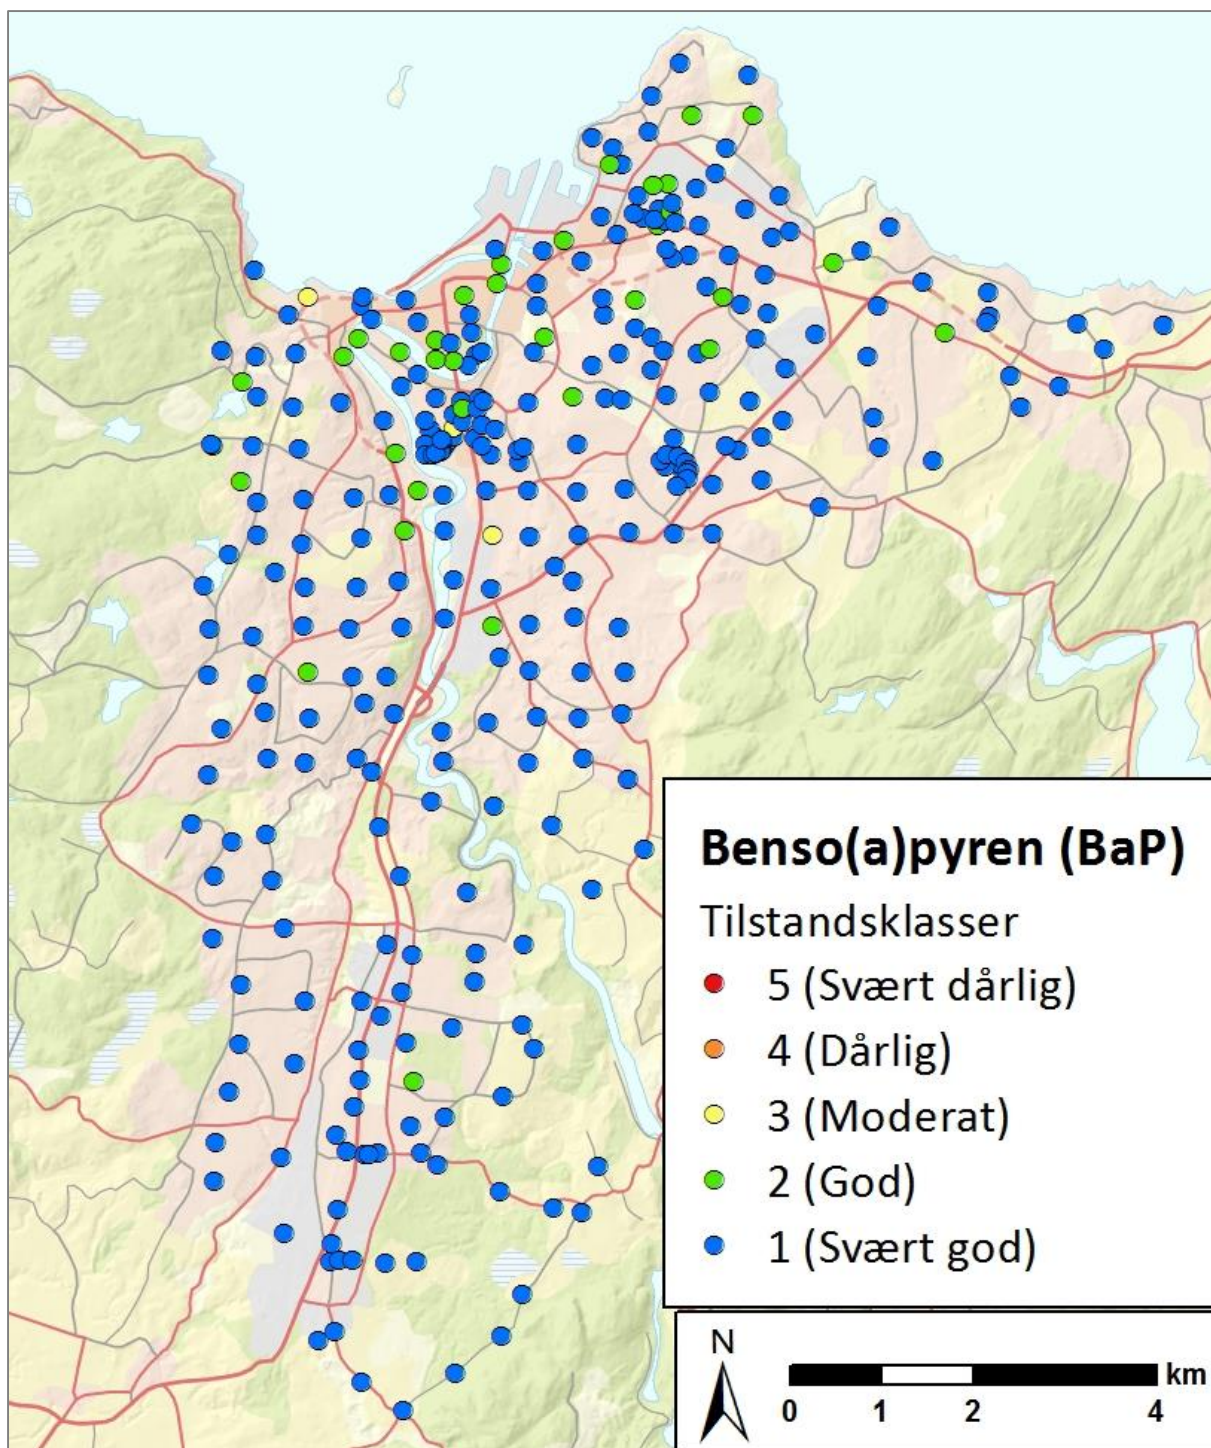 Benso(a)pyren (BaP)
Tilstandsklasser
5 (Svært dårlig)
4 (Dårlig)
3 (Moderat)
2 (God)
1 (Svært god)
N
km
0 1 2 4